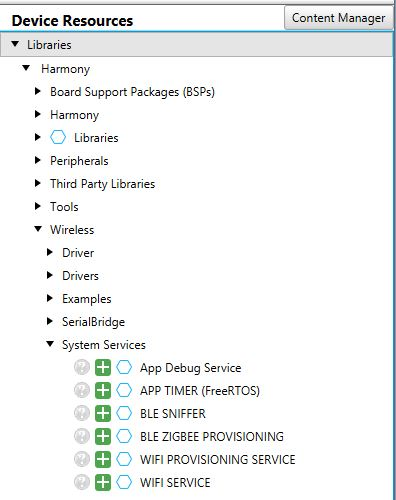 Device Resources
Content Manager
Libraries
Harmony
Board Support Packages (BSPs)
Harmony
Libraries
Peripherals
Third Party Libraries
Tools
Wireless
Driver
Drivers
Examples
SerialBridge
System Services
App Debug Service
APP TIMER (FreeRTOS)
BLE SNIFFER
BLE ZIGBEE PROVISIONING
WIFI PROVISIONING SERVICE
WIFI SERVICE